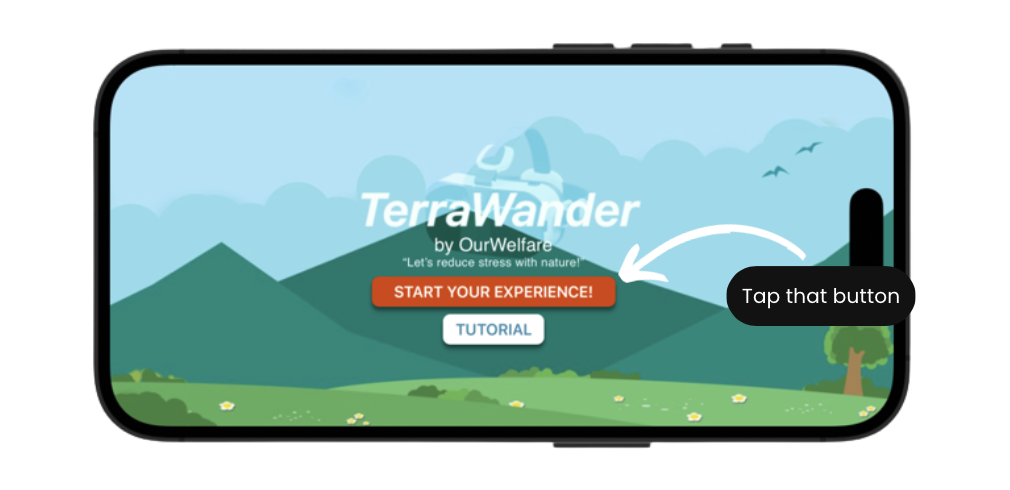 TerraWander
by OurWelfare
“Let’s reduce stress with nature!”
START YOUR EXPERIENCE!
Tap that button
TUTORIAL